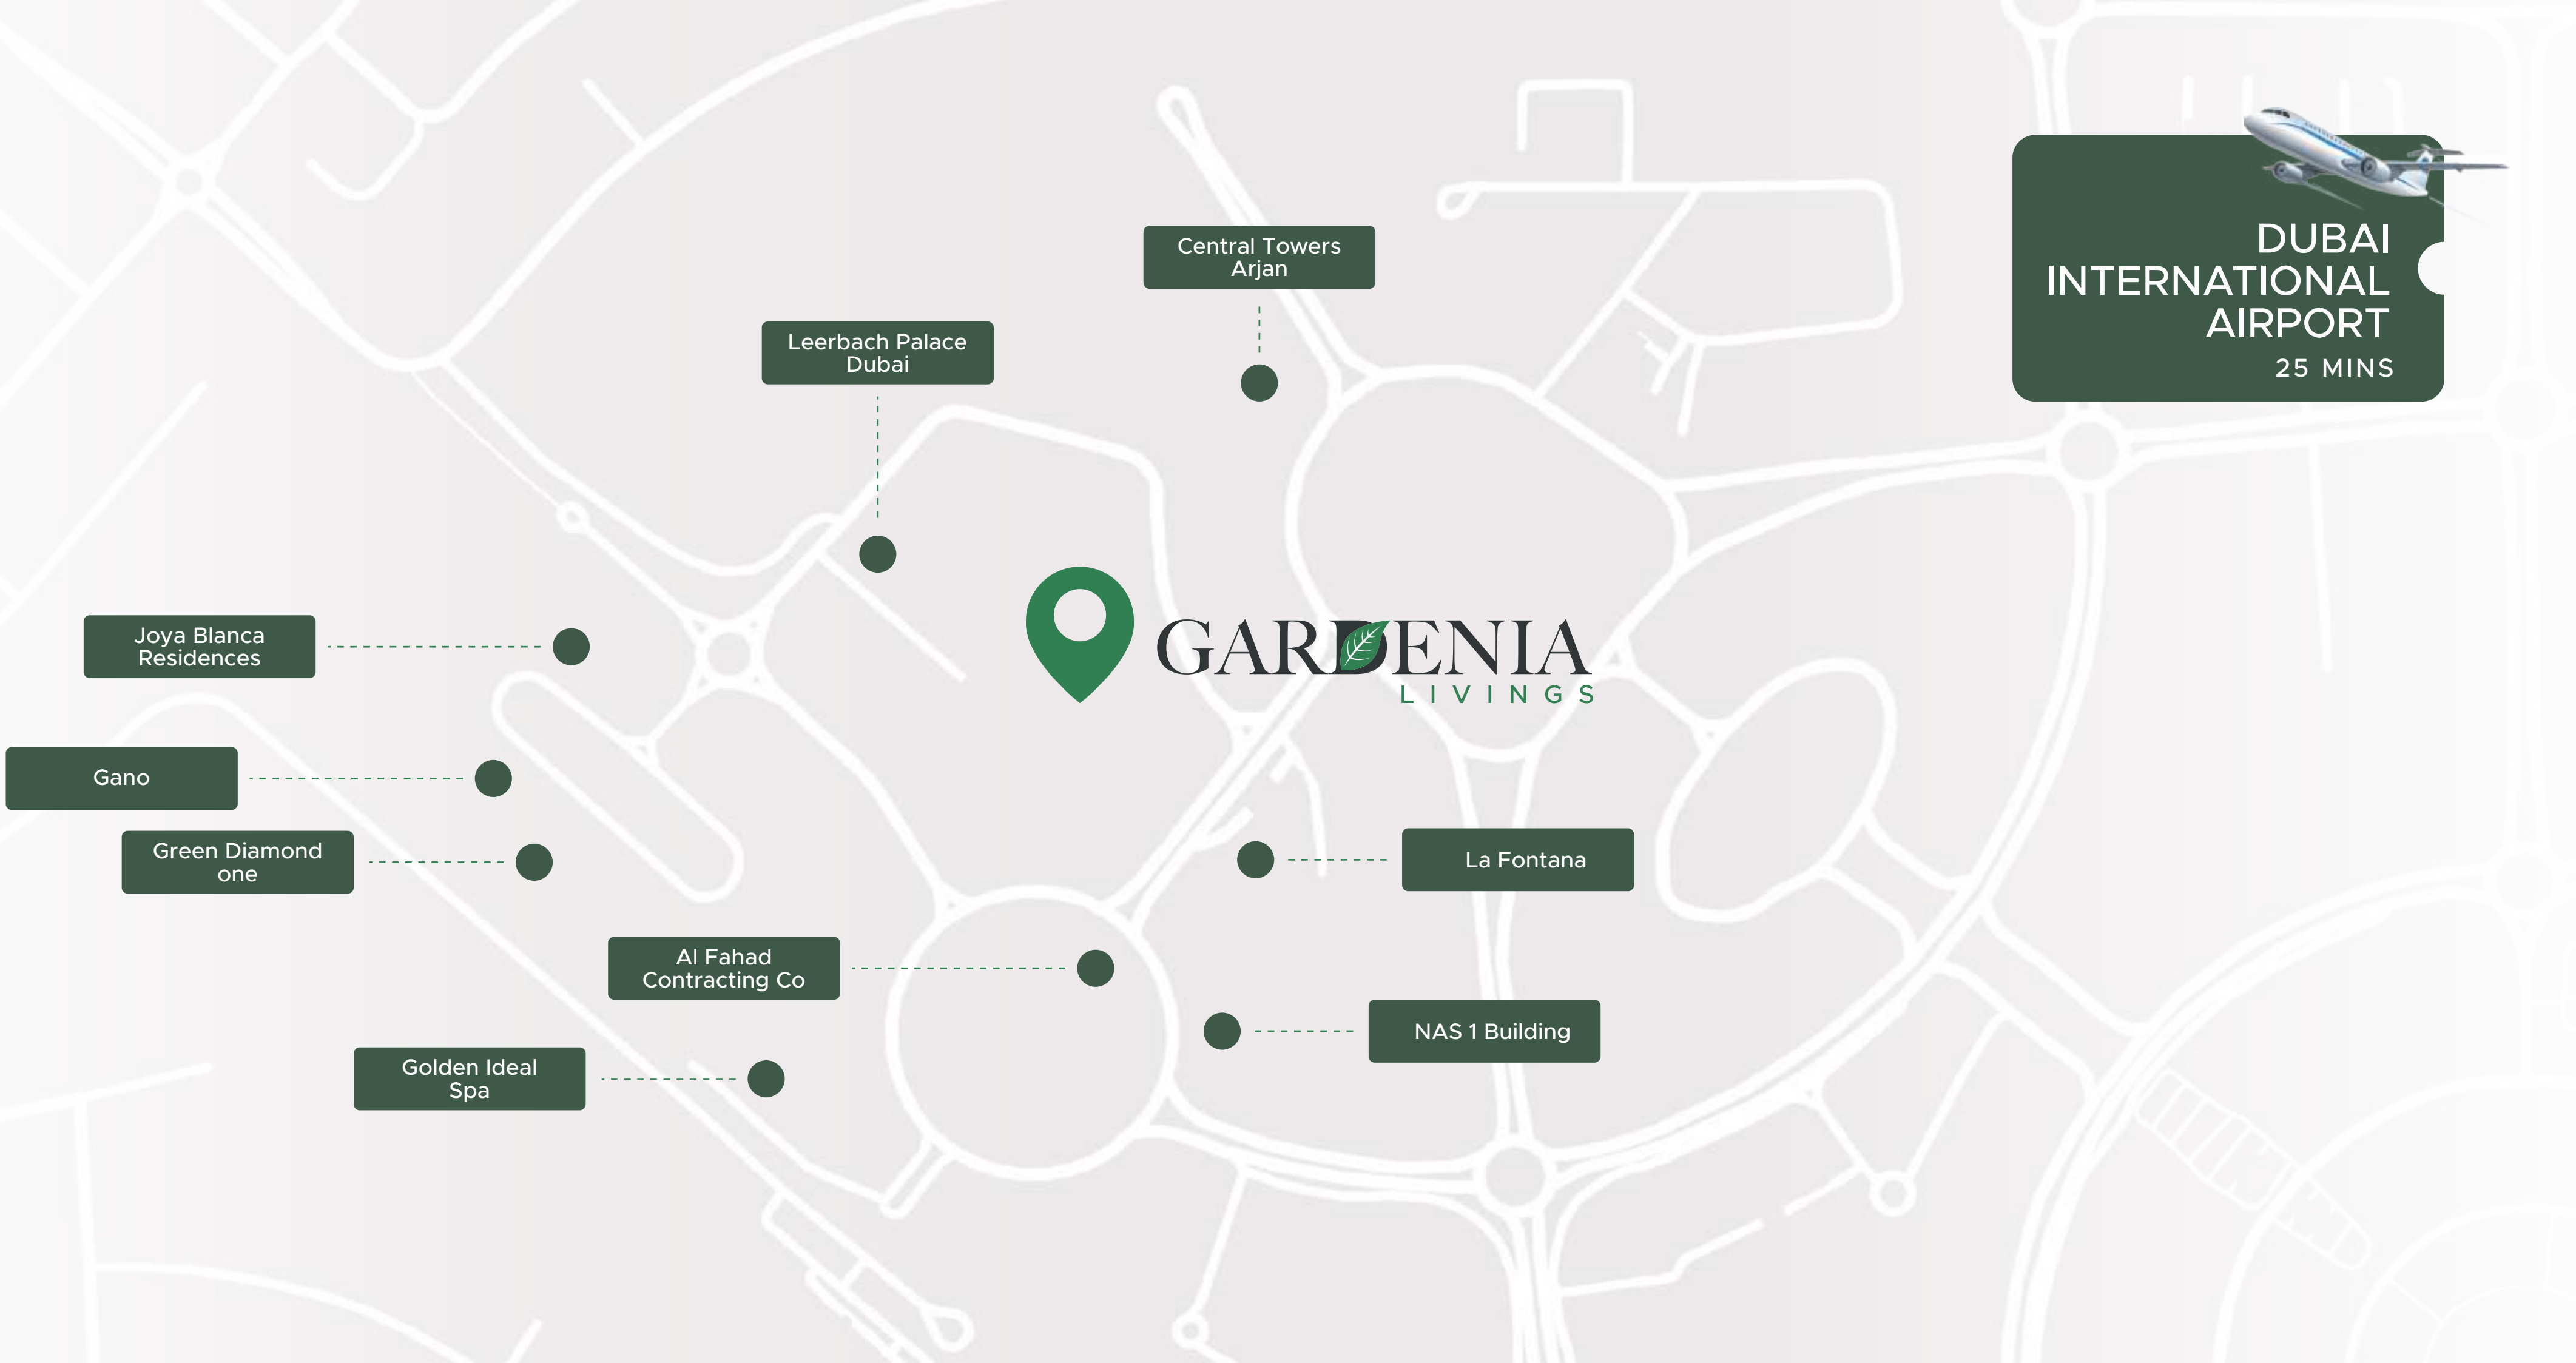 DUBAI
INTERNATIONAL
AIRPORT
25 MINS
Central Towers
Arjan
Leerbach Palace
Dubai
GARDENIA
LIVINGS
Joya Blanca
Residences
Gano
Green Diamond
one
La Fontana
Al Fahad
Contracting Co
NAS 1 Building
Golden Ideal
Spa